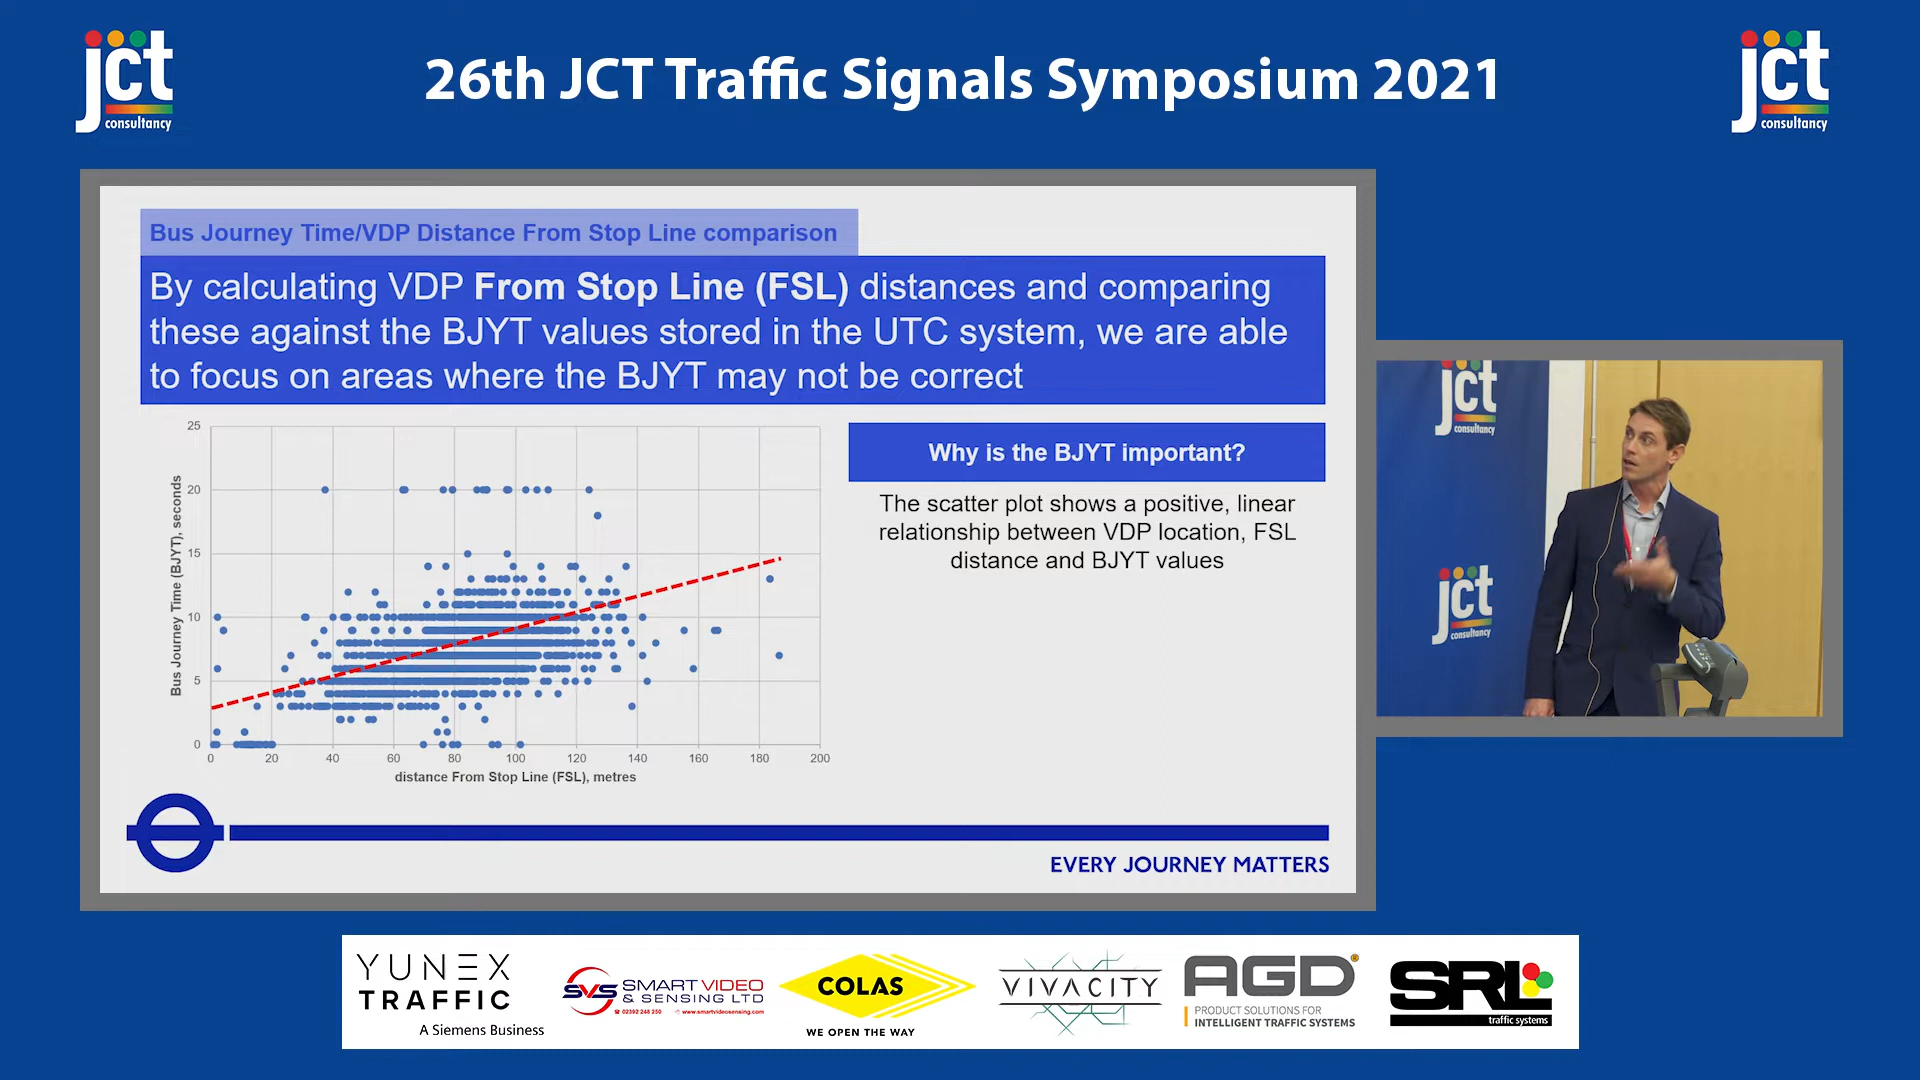 jct
consultancy
26th JCT Traffic Signals Symposium 2021
jct
consultancy
Bus Journey Time/VDP Distance From Stop Line comparison
By calculating VDP From Stop Line (FSL) distances and comparing
these against the BJYT values stored in the UTC system, we are able
to focus on areas where the BJYT may not be correct
Bus Journey Time (BJYT), seconds
25
20
15
10
5
0
0 20 40 60 80 100 120 140 160 180 200
distance From Stop Line (FSL), metres
Why is the BJYT important?
The scatter plot shows a positive, linear
relationship between VDP location, FSL
distance and BJYT values
EVERY JOURNEY MATTERS
jct
consultancy
jct
consultancy
YUNEX
TRAFFIC
A Siemens Business
SVS
SMART VIDEO
& SENSING LTD
02392 248 250 www.smartvideosensing.com
COLAS
WE OPEN THE WAY
VIVACITY
AGD
PRODUCT SOLUTIONS FOR
INTELLIGENT TRAFFIC SYSTEMS
SRL
traffic systems